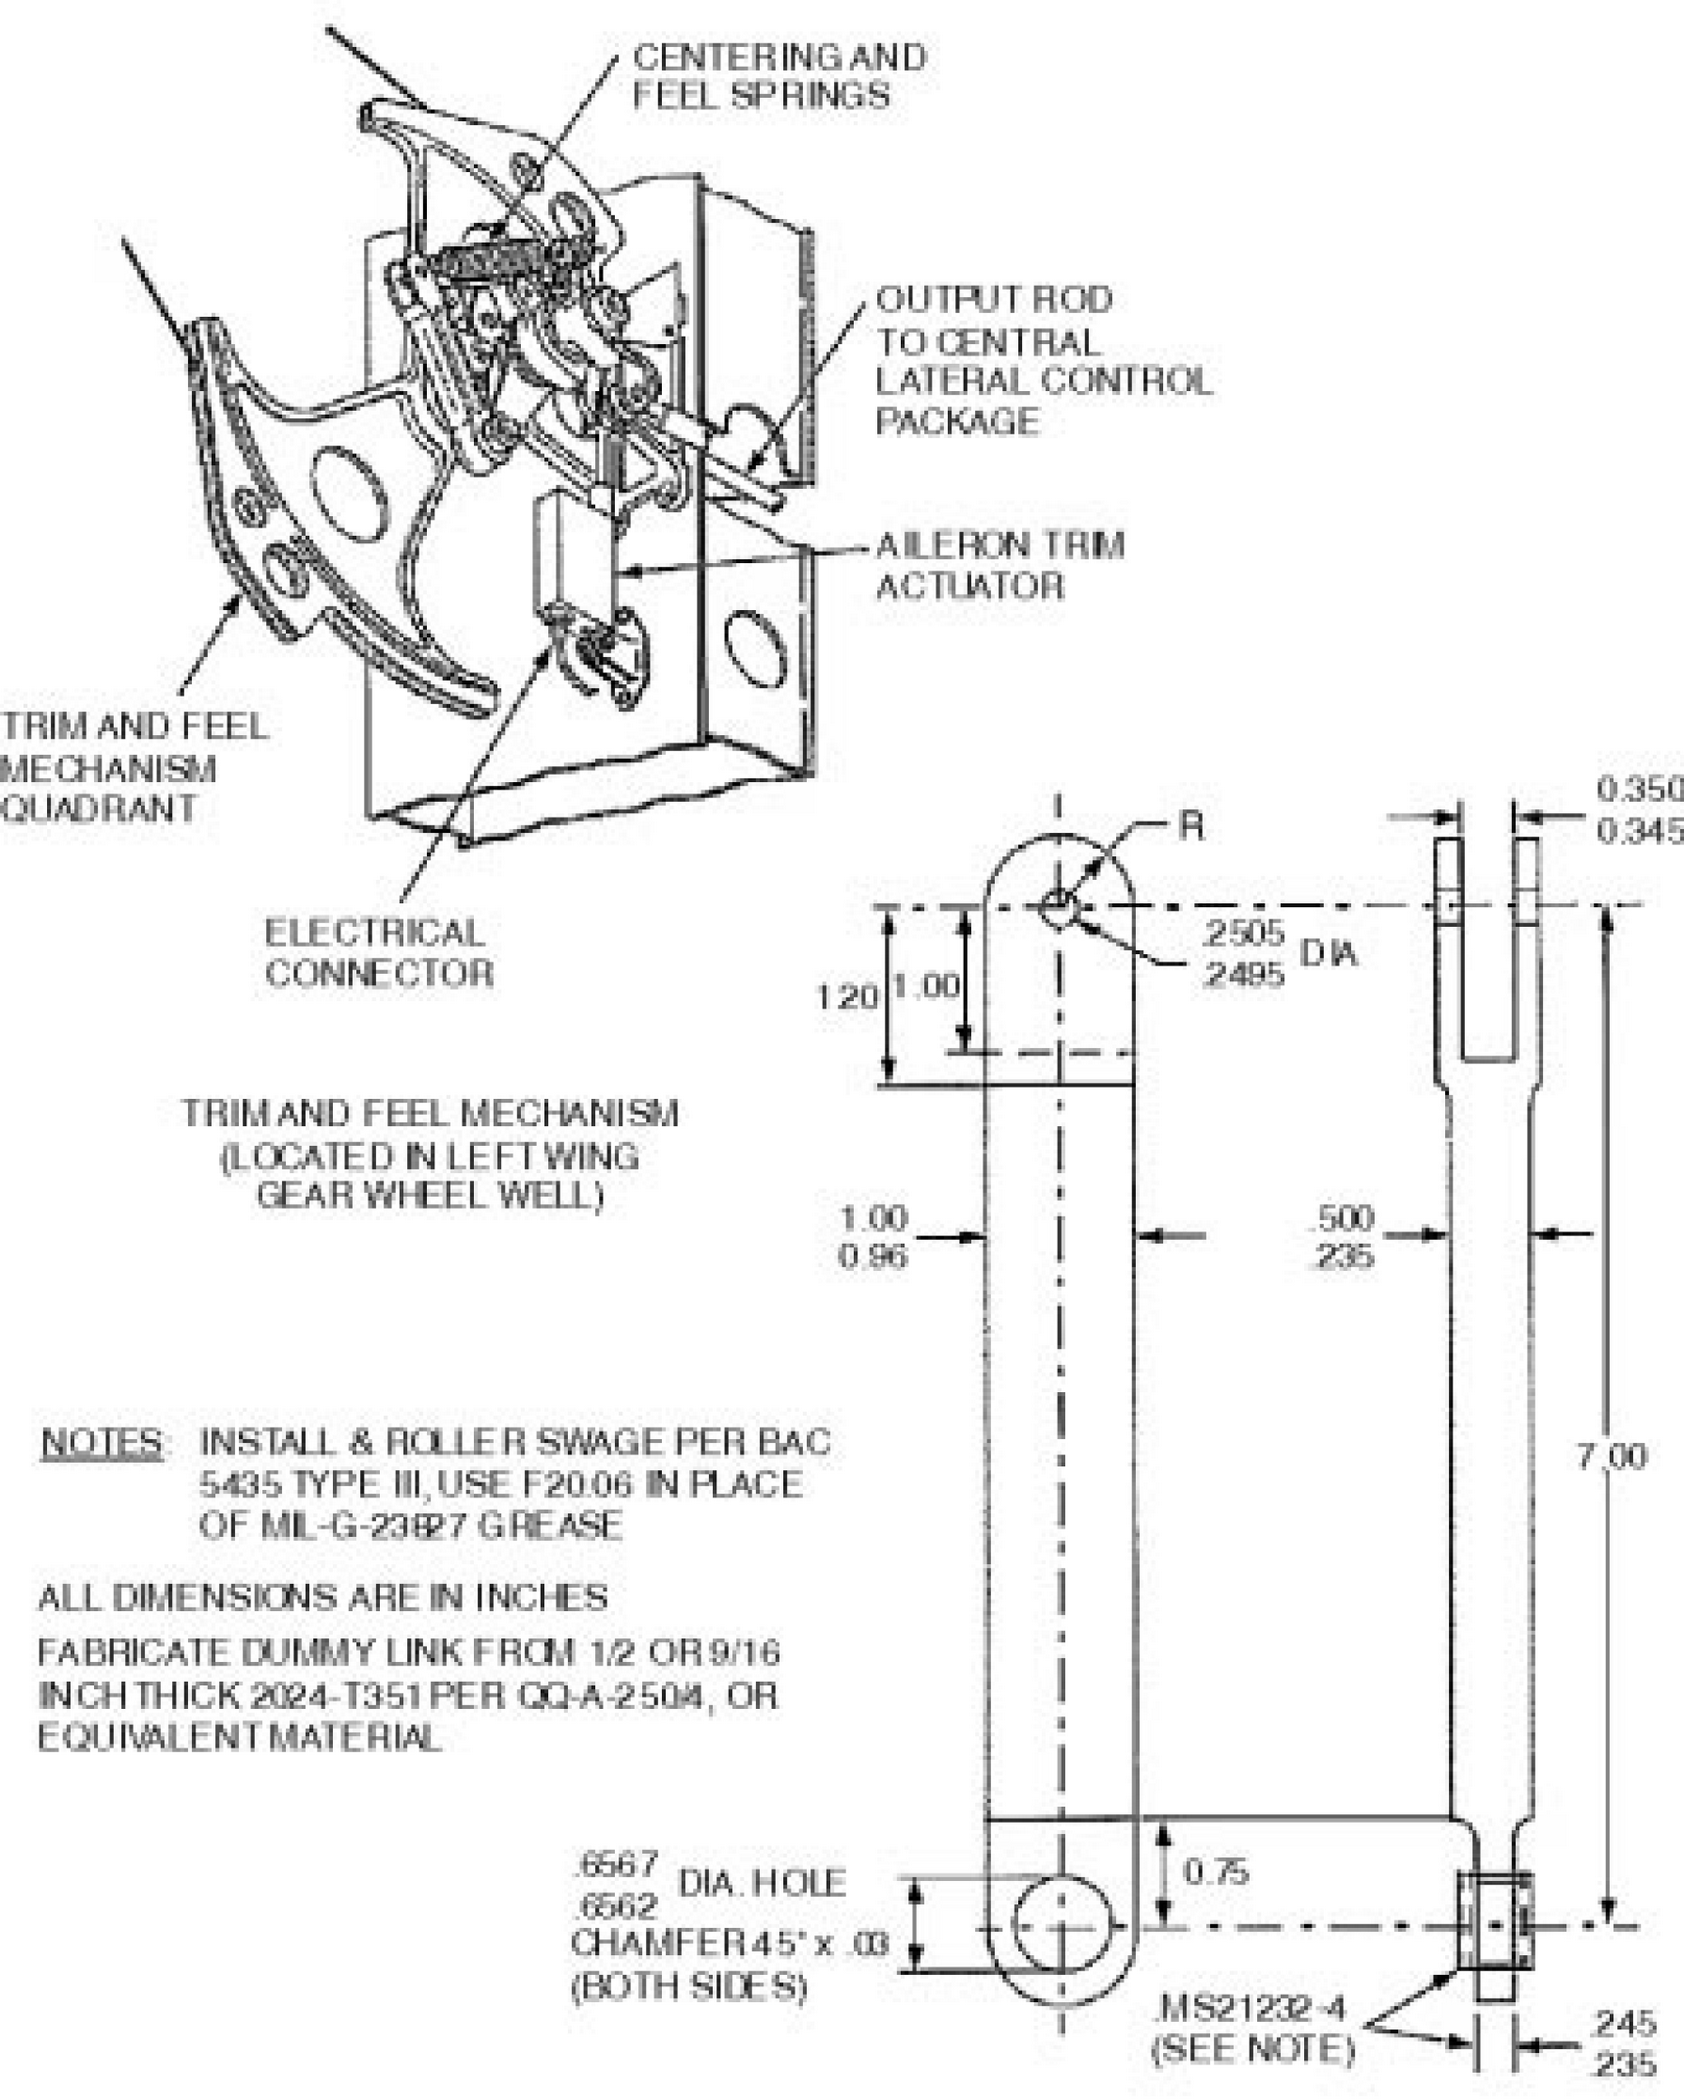 CENTERING AND
FEEL SPRINGS
OUTPUT ROD
TO CENTRAL
LATERAL CONTROL
PACKAGE
AILERON TRIM
ACTUATOR
TRIM AND FEEL
MECHANISM
QUADRANT
ELECTRICAL
CONNECTOR
TRIM AND FEEL MECHANISM
(LOCATED IN LEFT WING
GEAR WHEEL WELL)
0.350
0.345
R
.2505
.2495
DIA
1.20
1.00
1.00
0.96
.500
.235
7.00
NOTES: INSTALL & ROLLER SWAGE PER BAC
5435 TYPE III, USE F20.06 IN PLACE
OF MIL-G-23827 GREASE
ALL DIMENSIONS ARE IN INCHES
FABRICATE DUMMY LINK FROM 1/2 OR 9/16
INCH THICK 2024-T351 PER QQ-A-250/4, OR
EQUIVALENT MATERIAL
.6567
.6562
DIA. HOLE
CHAMFER 45° x .03
(BOTH SIDES)
0.75
.MS21232-4
(SEE NOTE)
.245
.235